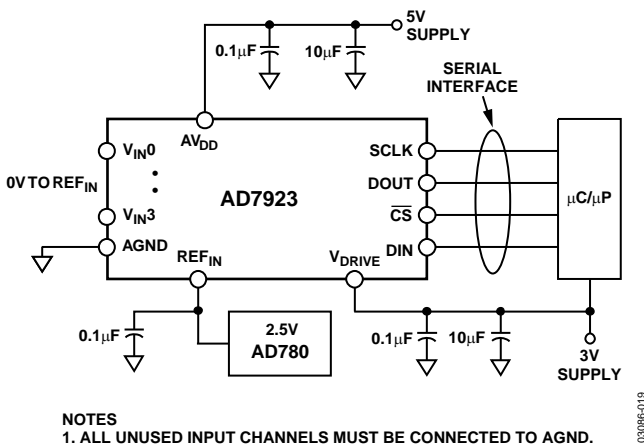 5V
SUPPLY
0.1µF
10µF
SERIAL
INTERFACE
AVDD
VIN0
SCLK
0V TO REFIN
DOUT
AD7923
µC/µP
VIN3
CS
AGND
DIN
REFIN
VDRIVE
0.1µF
2.5V
AD780
0.1µF
10µF
3V
SUPPLY
NOTES
1. ALL UNUSED INPUT CHANNELS MUST BE CONNECTED TO AGND.
03086-019